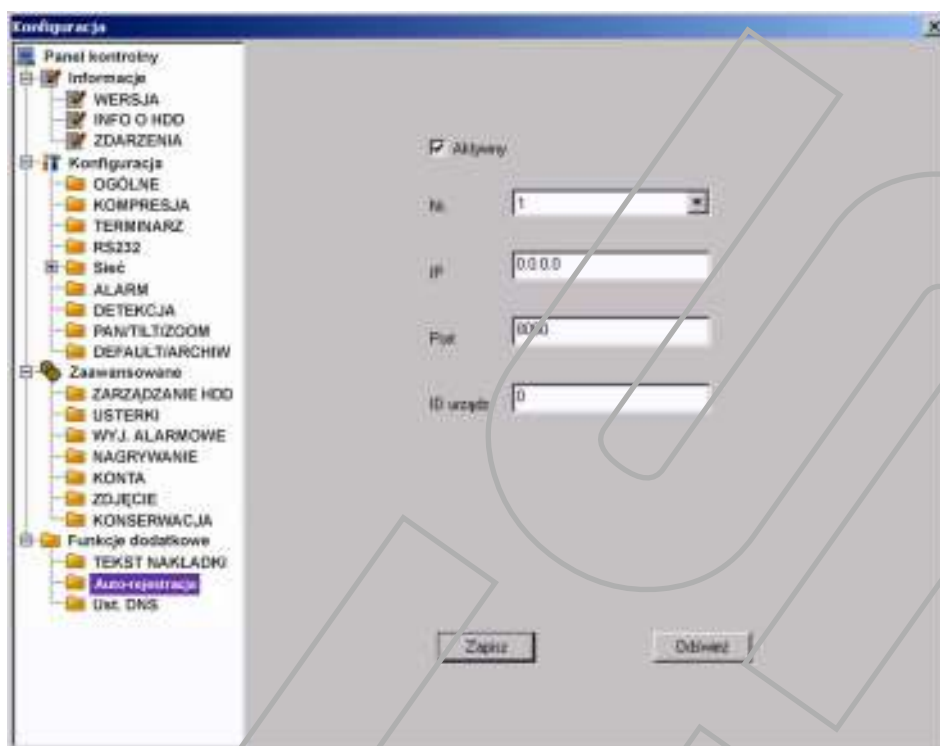 Konfiguracja
Panel kontrolny
Informacje
WERSJA
INFO O HDD
ZDARZENIA
Konfiguracja
OGÓLNE
KOMPRESJA
TERMINARZ
RS232
Sieć
ALARM
DETEKCJA
PAN/TILT/ZOOM
DEFAULT/ARCHIW
Zaawansowane
ZARZĄDZANIE HDD
USTERKI
WYJ. ALARMOWE
NAGRYWANIE
KONTA
ZDJĘCIE
KONSERWACJA
Funkcje dodatkowe
TEKST NAKŁADKI
Auto-rejestracja
Ust. DNS
Aktywny
Nr. 1
IP 0.0.0.0
Port
ID urządz 0
Zapisz Odśwież